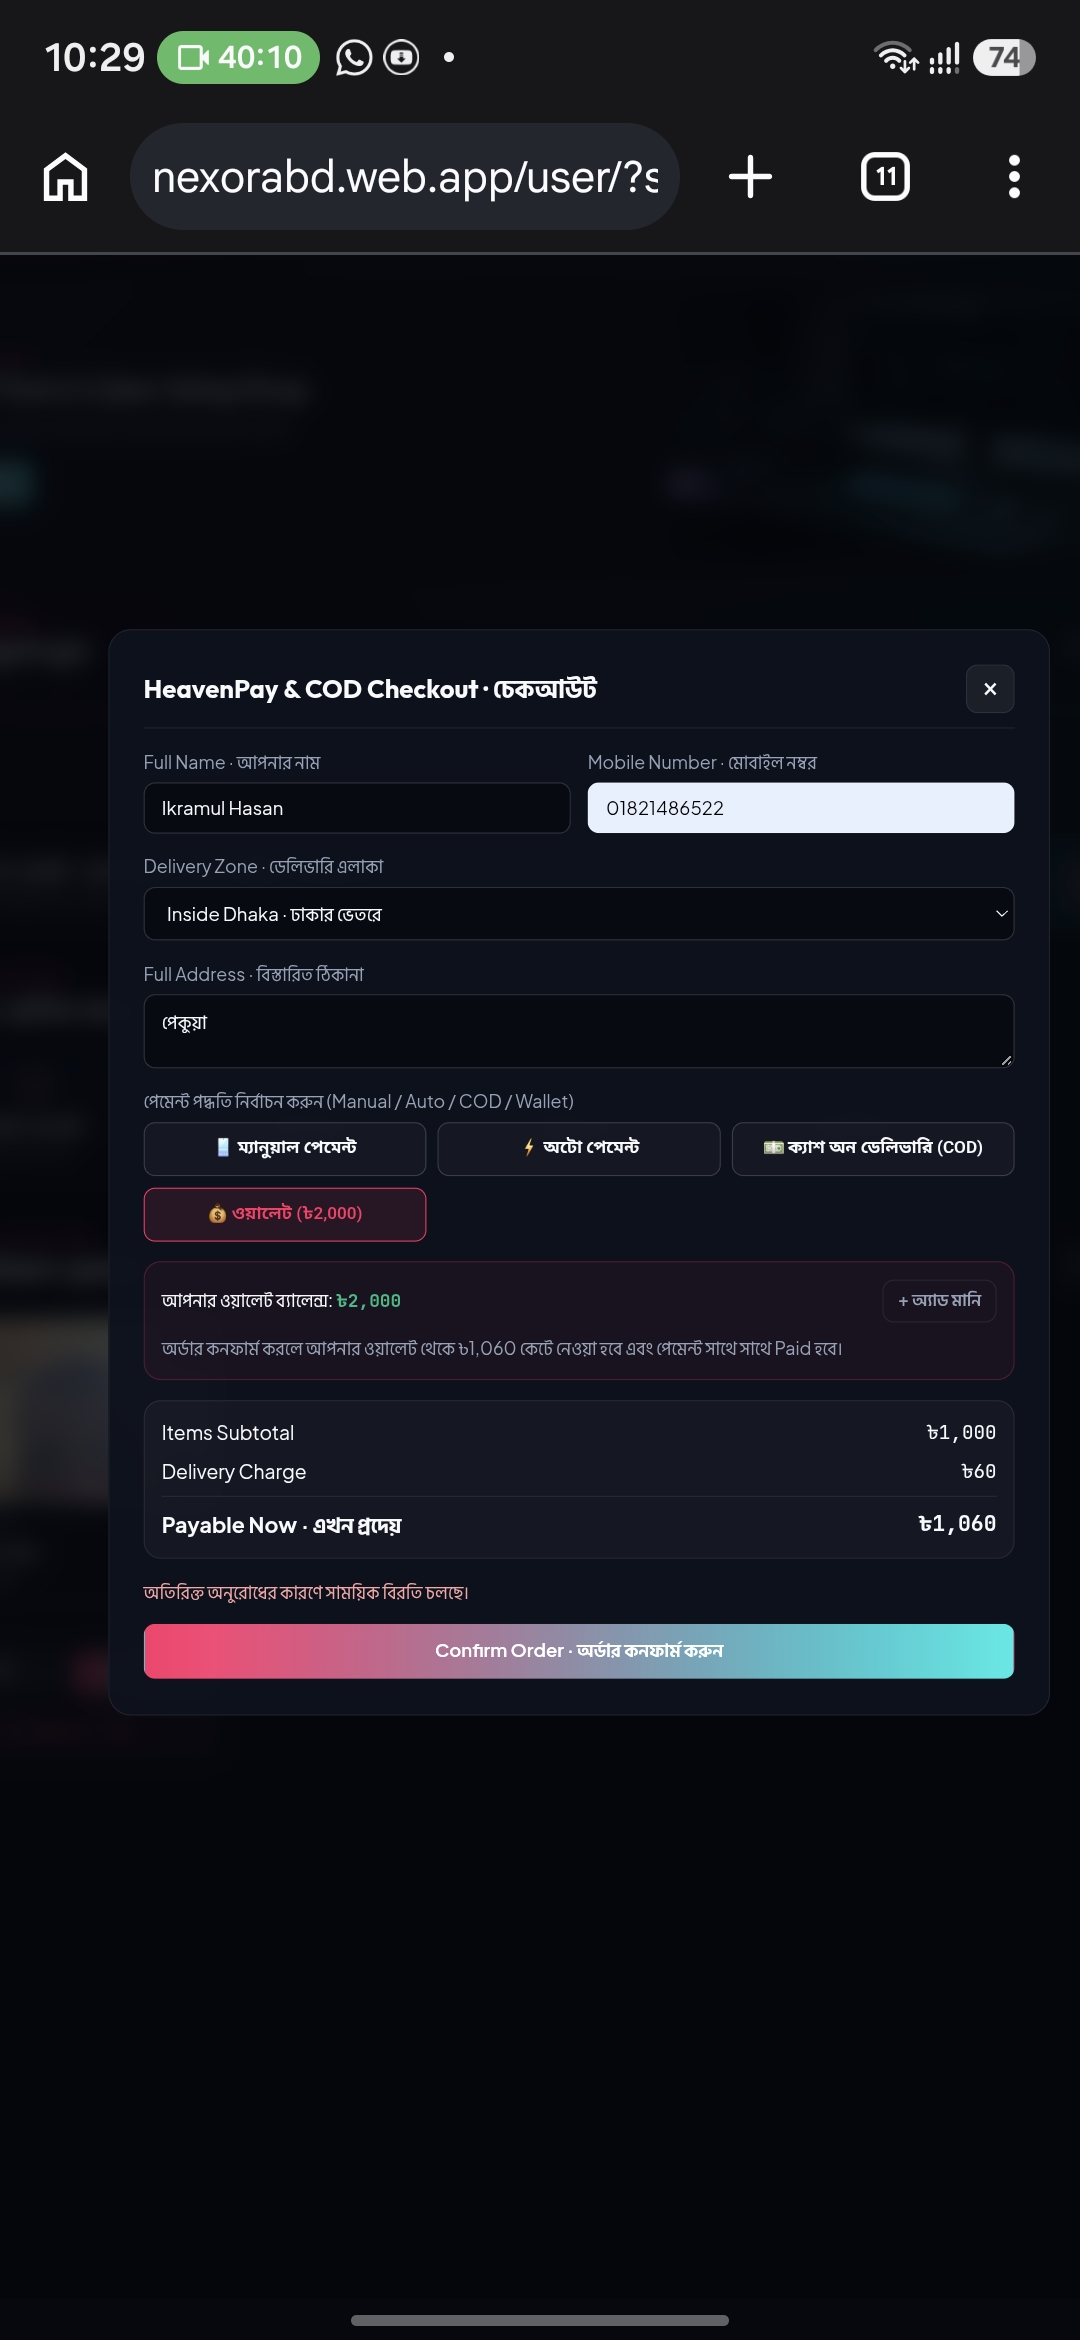 10:29 40:10 74
nexorabd.web.app/user/?s
11
HeavenPay & COD Checkout · চেকআউট
×
Full Name · আপনার নাম
Mobile Number · মোবাইল নম্বর
Ikramul Hasan
01821486522
Delivery Zone · ডেলিভারি এলাকা
Inside Dhaka · ঢাকার ভেতরে
Full Address · বিস্তারিত ঠিকানা
পেকুয়া
পেমেন্ট পদ্ধতি নির্বাচন করুন (Manual / Auto / COD / Wallet)
ম্যানুয়াল পেমেন্ট
⚡ অটো পেমেন্ট
💵 ক্যাশ অন ডেলিভারি (COD)
💰 ওয়ালেট (৳2,000)
আপনার ওয়ালেট ব্যালেন্স: ৳2,000
+ অ্যাড মানি
অর্ডার কনফার্ম করলে আপনার ওয়ালেট থেকে ৳1,060 কেটে নেওয়া হবে এবং পেমেন্ট সাথে সাথে Paid হবে।
Items Subtotal ৳1,000
Delivery Charge ৳60
Payable Now · এখন প্রদেয় ৳1,060
অতিরিক্ত অনুরোধের কারণে সাময়িক বিরতি চলছে।
Confirm Order · অর্ডার কনফার্ম করুন